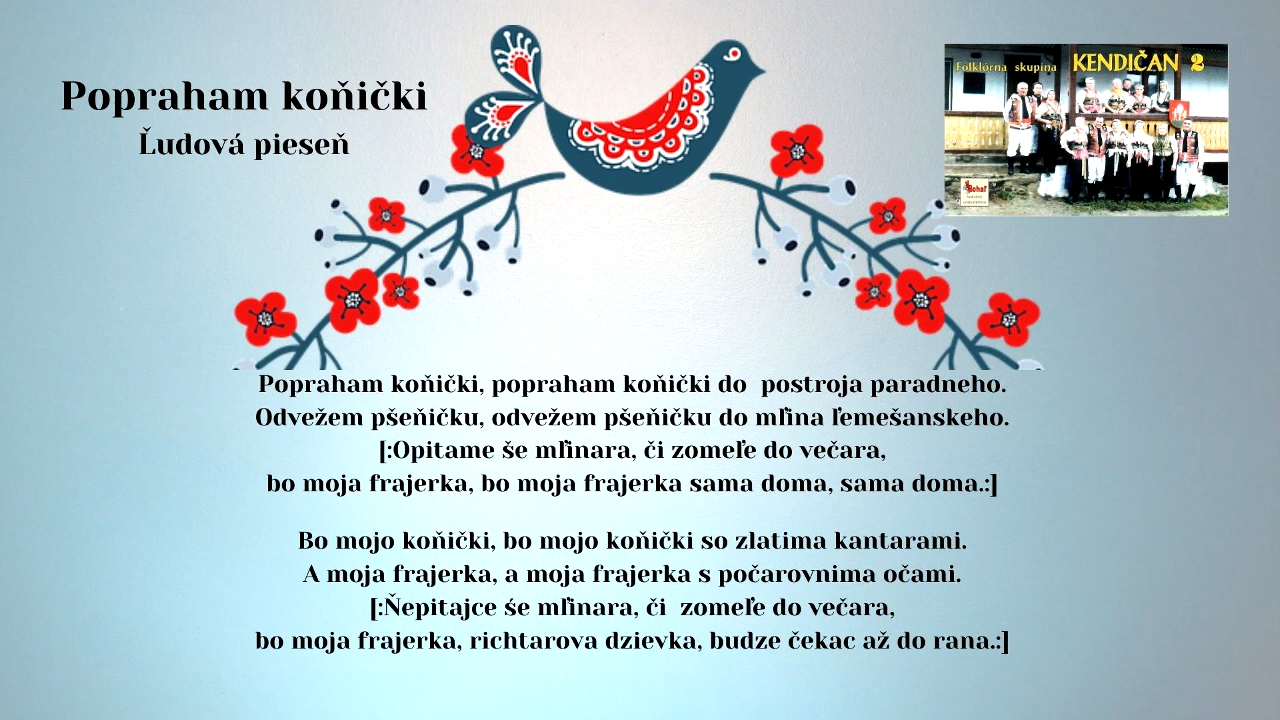 Popraham koňički
Ĺudová pieseň
Folklórna skupina KENDIČAN 2
Popraham koňički, popraham koňički do postroja paradneho.
Odvežem pšeňičku, odvežem pšeňičku do mľina ľemešanskeho.
[:Opitame še mľinara, či zomeľe do večara,
bo moja frajerka, bo moja frajerka sama doma, sama doma.:]
Bo mojo koňički, bo mojo koňički so zlatima kantarami.
A moja frajerka, a moja frajerka s počarovnima očami.
[:Ňepitajce śe mľinara, či zomeľe do večara,
bo moja frajerka, richtarova dzievka, budze čekac až do rana.:]